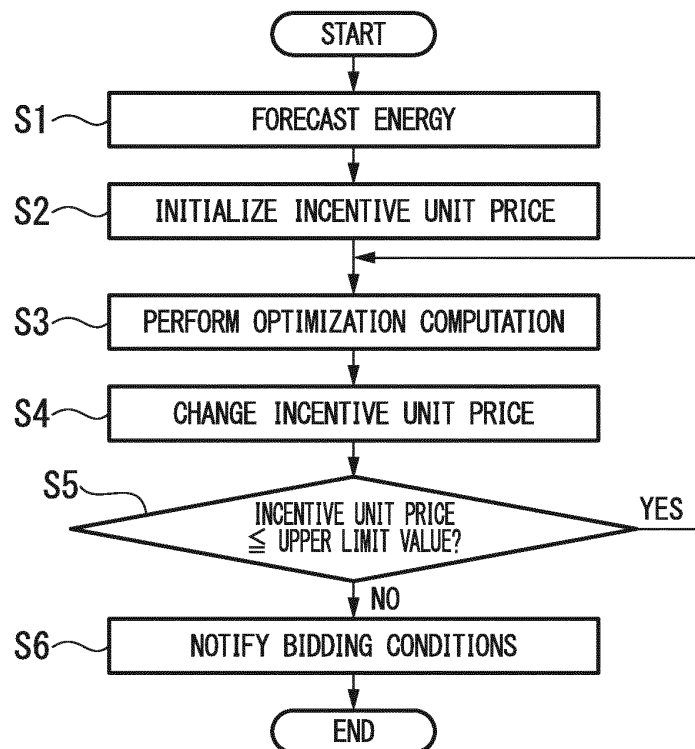 START
S1
FORECAST ENERGY
S2
INITIALIZE INCENTIVE UNIT PRICE
S3
PERFORM OPTIMIZATION COMPUTATION
S4
CHANGE INCENTIVE UNIT PRICE
S5
INCENTIVE UNIT PRICE
≦ UPPER LIMIT VALUE?
YES
NO
S6
NOTIFY BIDDING CONDITIONS
END